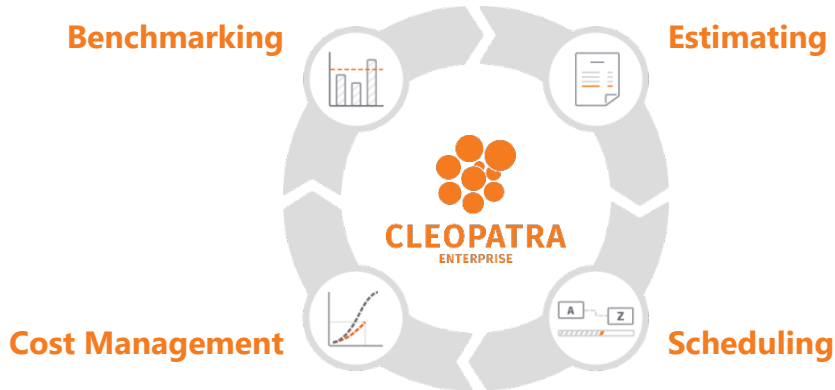 Benchmarking
Estimating
CLEOPATRA
ENTERPRISE
A
Z
Cost Management
Scheduling